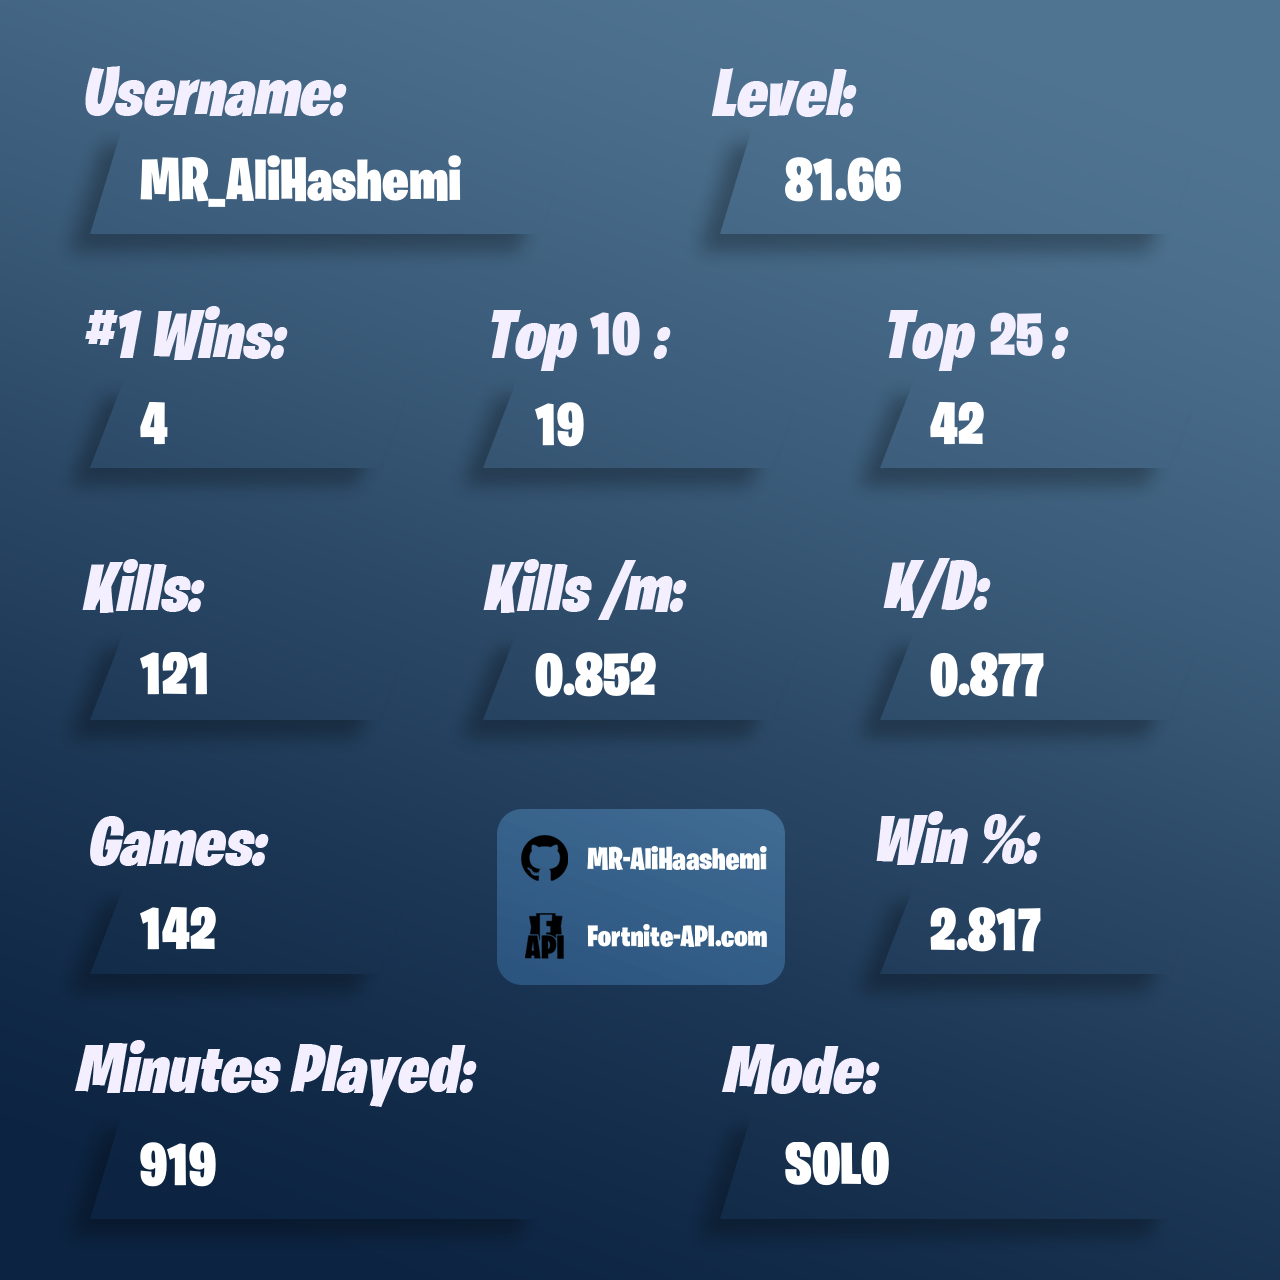 Username: Level:
MR_AliHashemi 81.66
#1 Wins: Top 10 : Top 25 :
4 19 42
Kills: Kills /m: K/D:
121 0.852 0.877
Games: MR-AliHaashemi Win %:
142 API Fortnite-API.com 2.817
Minutes Played: Mode:
919 SOLO